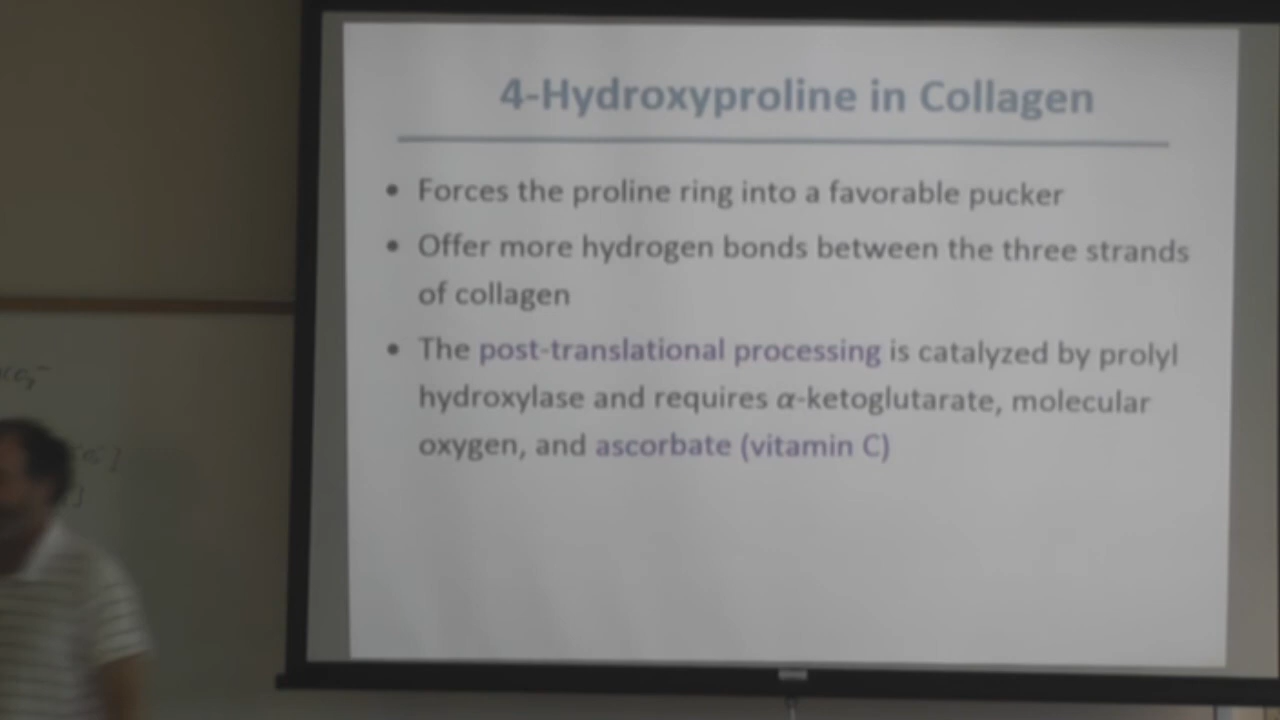 4-Hydroxyproline in Collagen
• Forces the proline ring into a favorable pucker
• Offer more hydrogen bonds between the three strands
of collagen
• The post-translational processing is catalyzed by prolyl
hydroxylase and requires α-ketoglutarate, molecular
oxygen, and ascorbate (vitamin C)